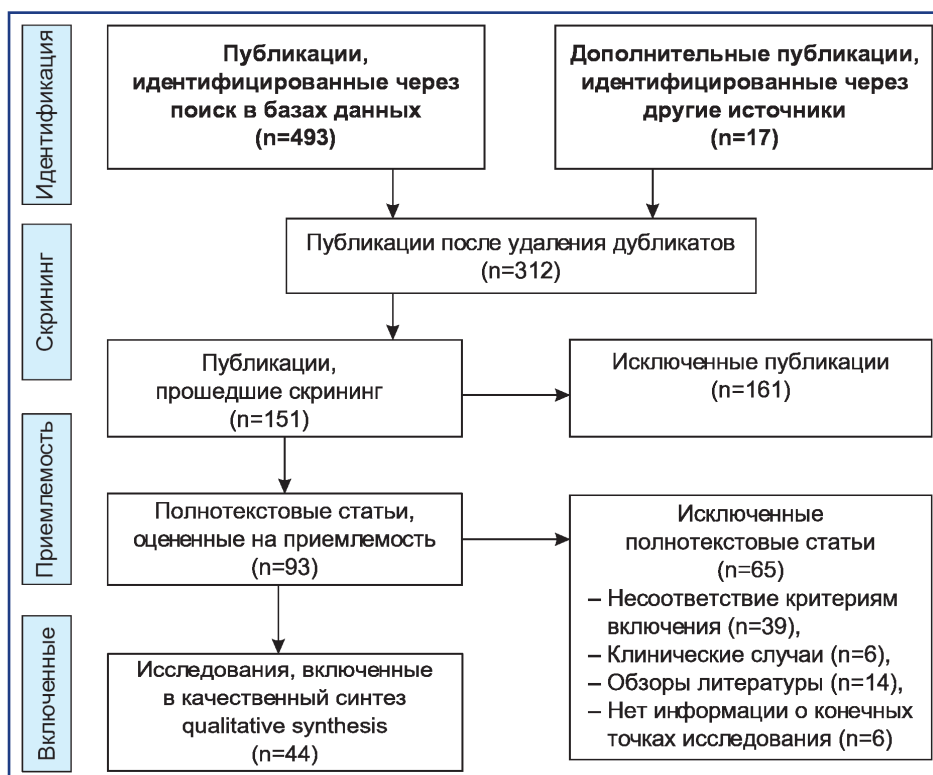 Идентификация
Публикации,
идентифицированные через
поиск в базах данных
(n=493)
Дополнительные публикации,
идентифицированные через
другие источники
(n=17)
Скрининг
Публикации после удаления дубликатов
(n=312)
Публикации,
прошедшие скрининг
(n=151)
Исключенные публикации
(n=161)
Приемлемость
Полнотекстовые статьи,
оцененные на приемлемость
(n=93)
Исключенные
полнотекстовые статьи
(n=65)
– Несоответствие критериям
включения (n=39),
– Клинические случаи (n=6),
– Обзоры литературы (n=14),
– Нет информации о конечных
точках исследования (n=6)
Включенные
Исследования, включенные
в качественный синтез
qualitative synthesis
(n=44)